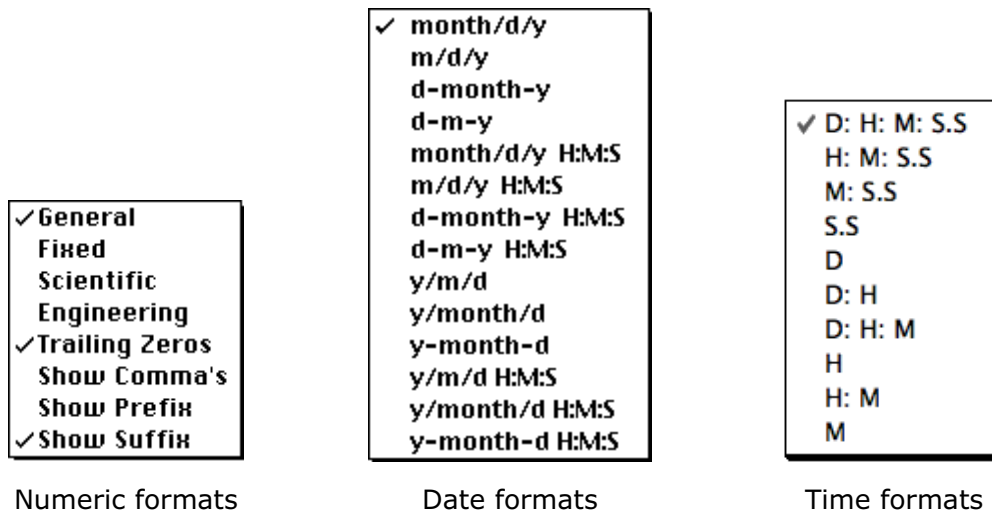 ✓ General
Fixed
Scientific
Engineering
✓ Trailing Zeros
Show Comma's
Show Prefix
✓ Show Suffix
Numeric formats
✓ month/d/y
m/d/y
d-month-y
d-m-y
month/d/y H:M:S
m/d/y H:M:S
d-month-y H:M:S
d-m-y H:M:S
y/m/d
y/month/d
y-month-d
y/m/d H:M:S
y/month/d H:M:S
y-month-d H:M:S
Date formats
✓ D: H: M: S.S
H: M: S.S
M: S.S
S.S
D
D: H
D: H: M
H
H: M
M
Time formats